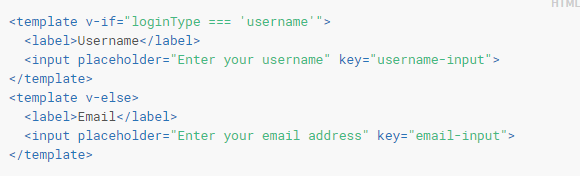 HTML
<template v-if="loginType === 'username'">
  <label>Username</label>
  <input placeholder="Enter your username" key="username-input">
</template>
<template v-else>
  <label>Email</label>
  <input placeholder="Enter your email address" key="email-input">
</template>